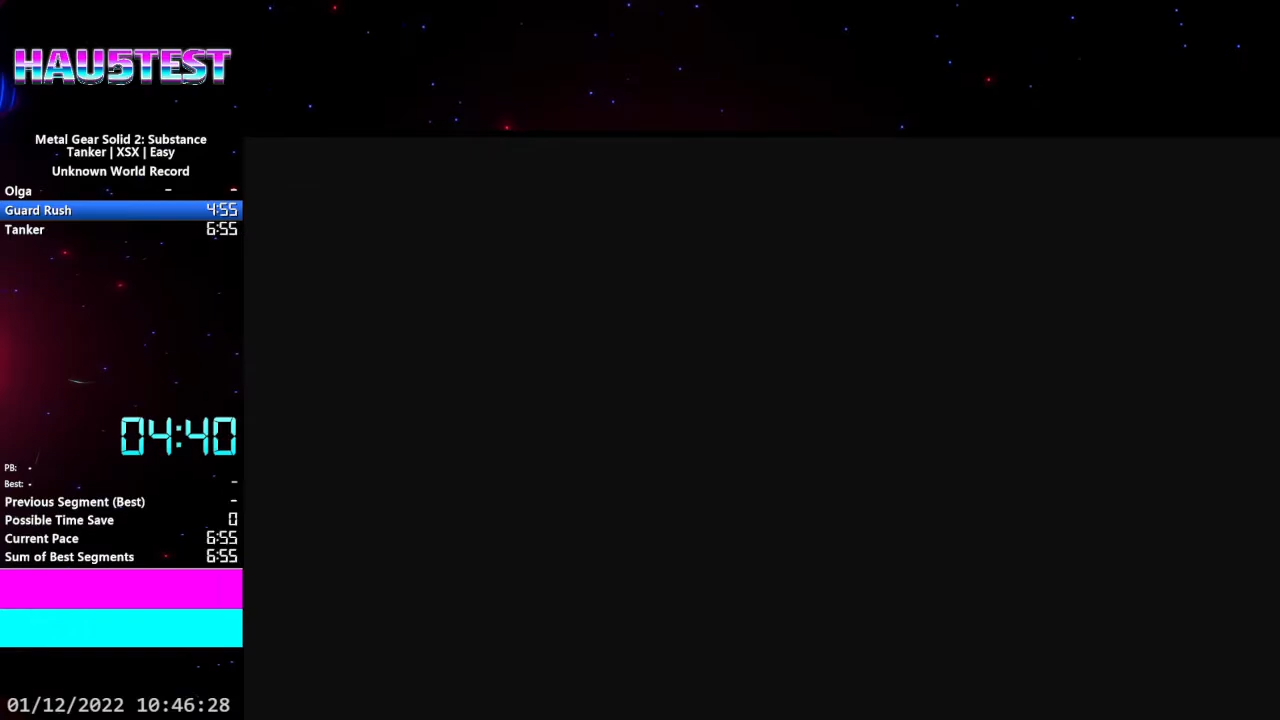 HAU5TEST
Metal Gear Solid 2: Substance
Tanker | XSX | Easy
Unknown World Record
Olga - -
Guard Rush 4:55
Tanker 6:55
04:40
PB: -
Best: - -
Previous Segment (Best) -
Possible Time Save 0
Current Pace 6:55
Sum of Best Segments 6:55
01/12/2022 10:46:28